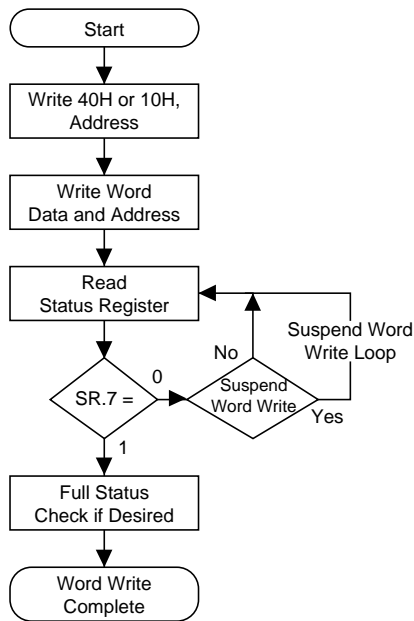 Start
Write 40H or 10H,
Address
Write Word
Data and Address
Read
Status Register
Suspend Word
Write Loop
No
SR.7 =
0
Suspend
Word Write
Yes
1
Full Status
Check if Desired
Word Write
Complete